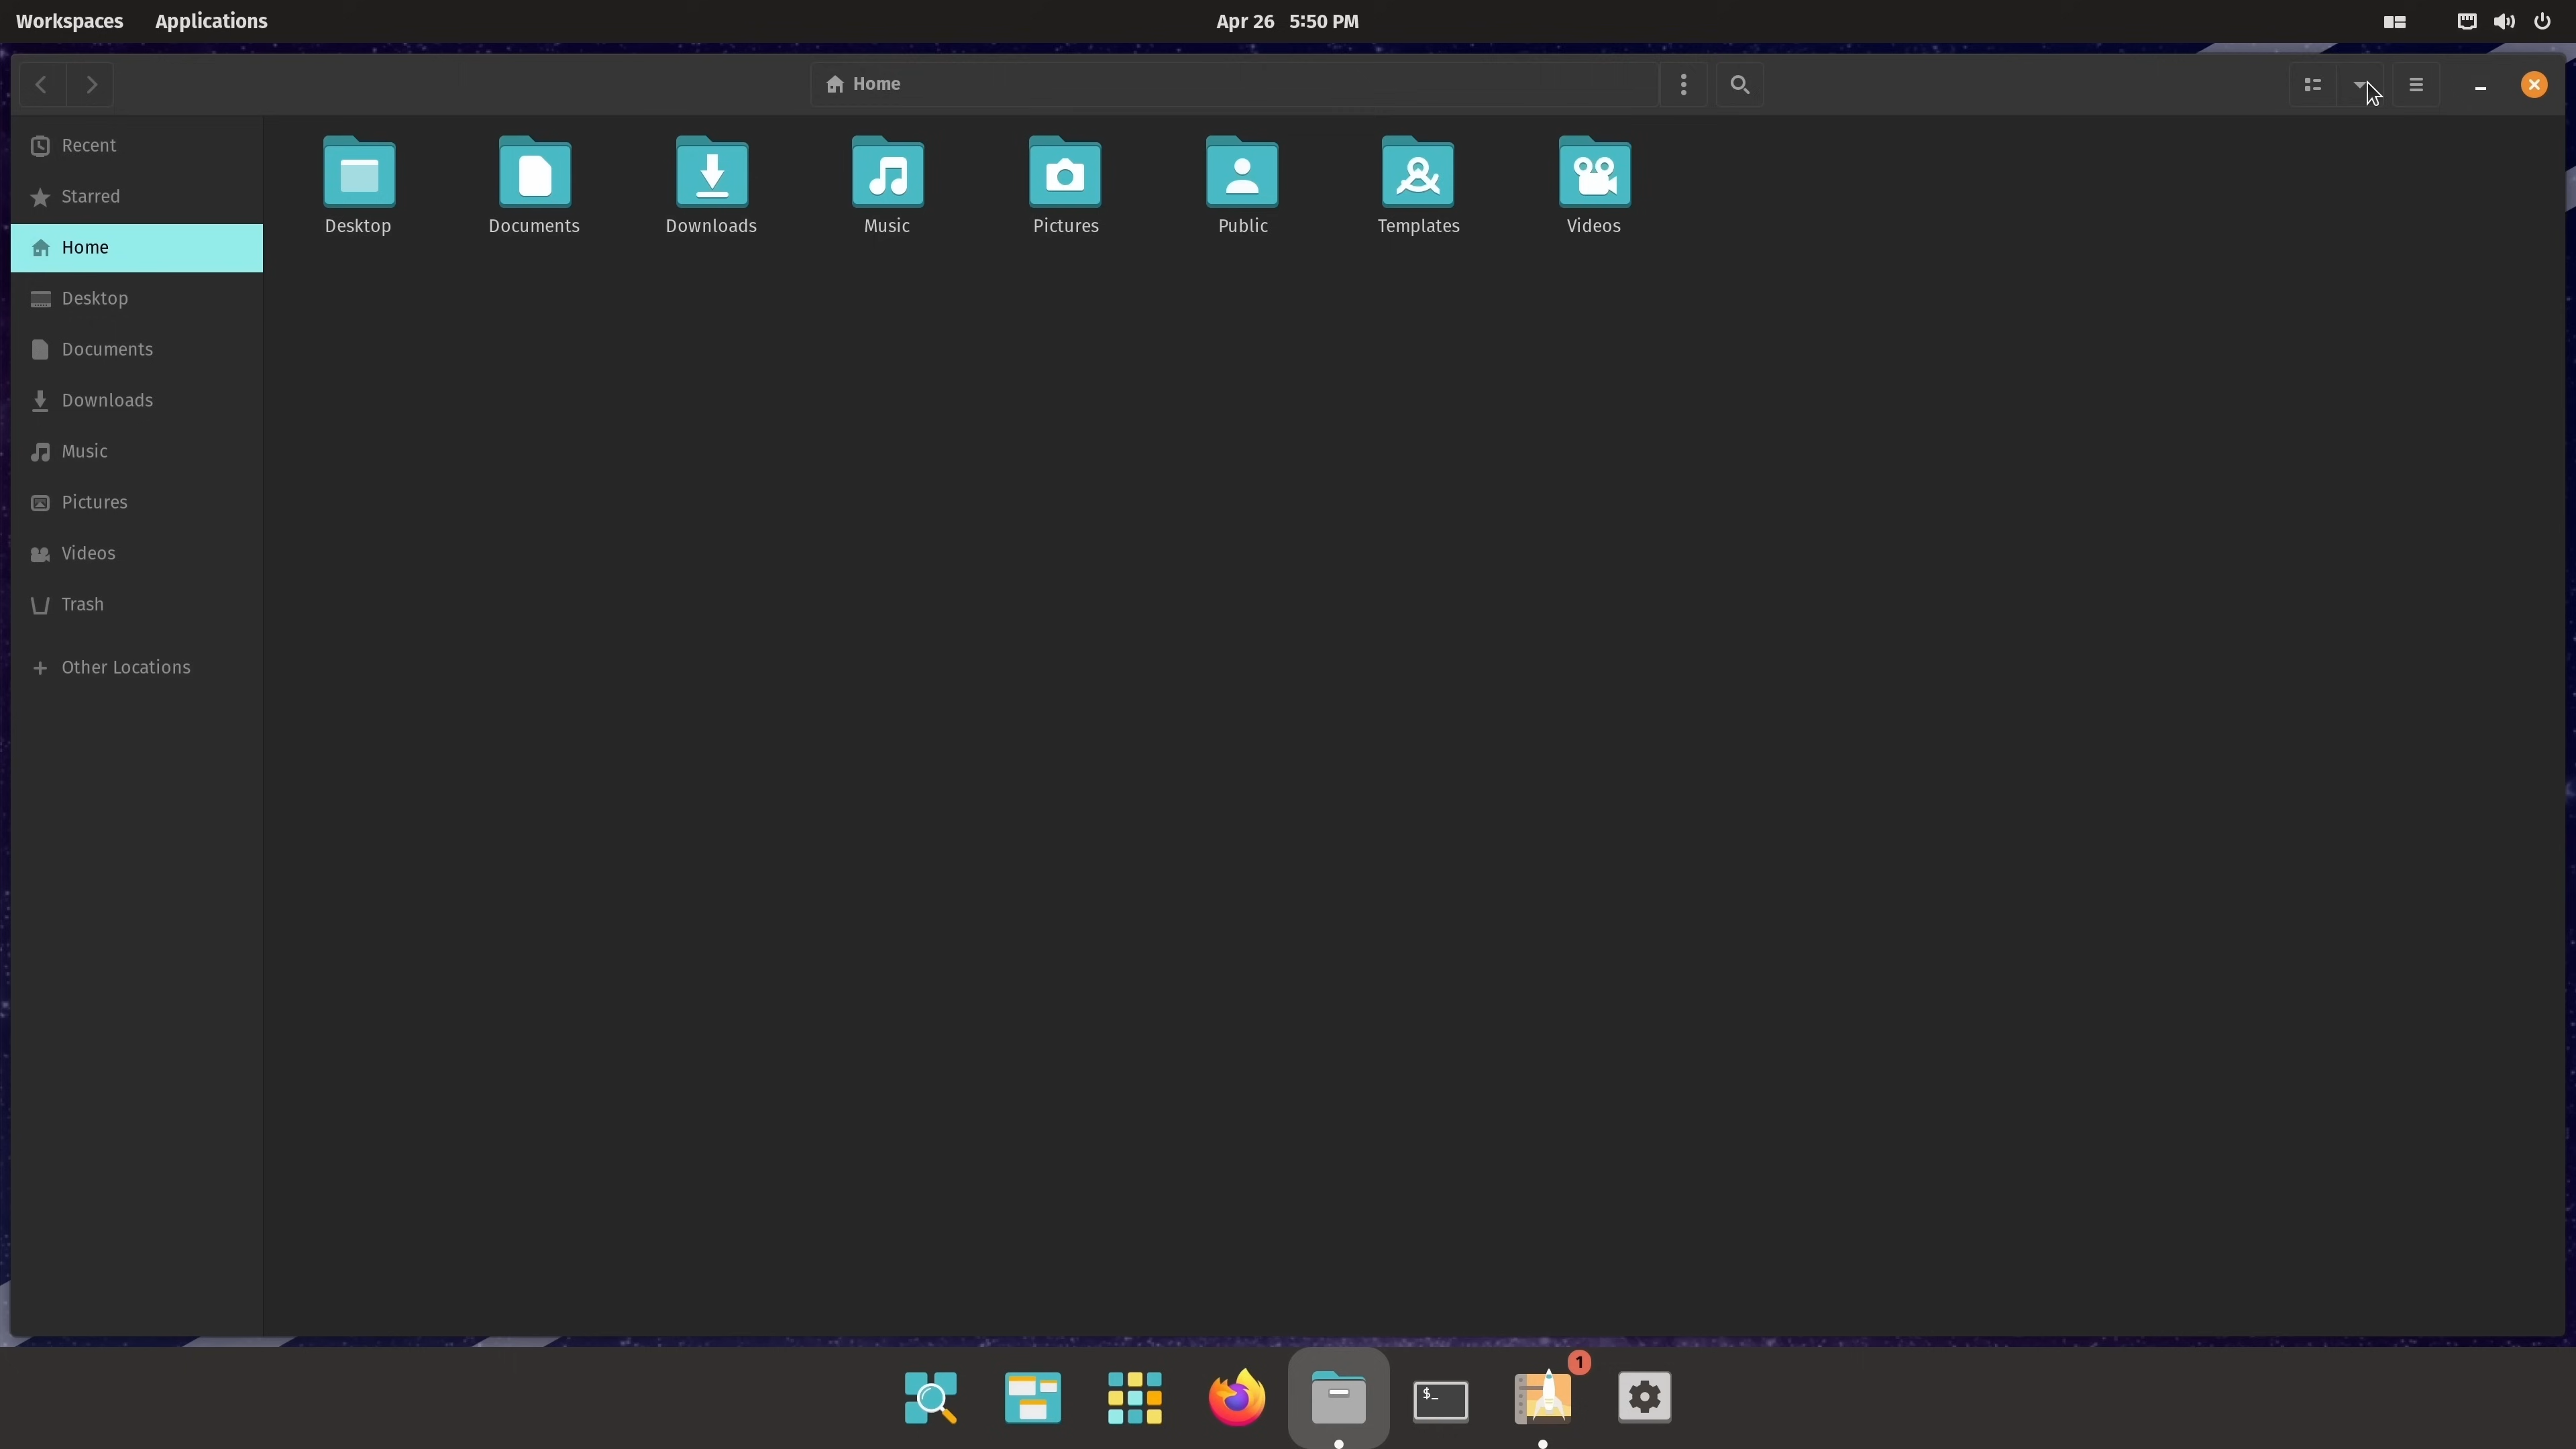 Workspaces Applications Apr 26 5:50 PM
Home
Recent
Starred
Home
Desktop
Documents
Downloads
Music
Pictures
Videos
Trash
Other Locations
Desktop Documents Downloads Music Pictures Public Templates Videos
$_
1